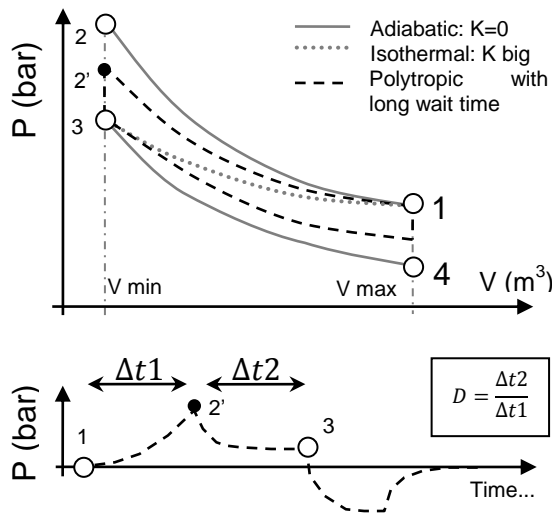 2
2'
3
P (bar)
Adiabatic: K=0
Isothermal: K big
Polytropic with
long wait time
1
4
V min
V max
V (m³)
P (bar)
Δt1
Δt2
1
2'
3
D = Δt2/Δt1
Time...